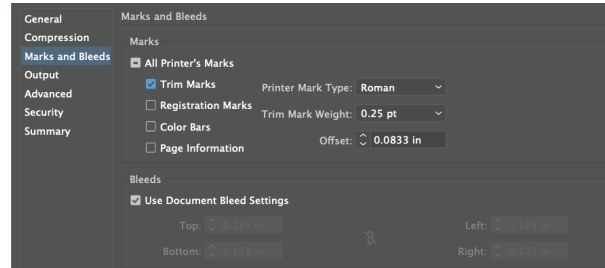 General
Compression
Marks and Bleeds
Output
Advanced
Security
Summary
Marks and Bleeds
Marks
All Printer's Marks
Trim Marks
Printer Mark Type: Roman
Registration Marks
Trim Mark Weight: 0.25 pt
Color Bars
Offset: 0.0833 in
Page Information
Bleeds
Use Document Bleed Settings
Top: 0.125 in
Left: 0.125 in
Bottom: 0.125 in
Right: 0.125 in